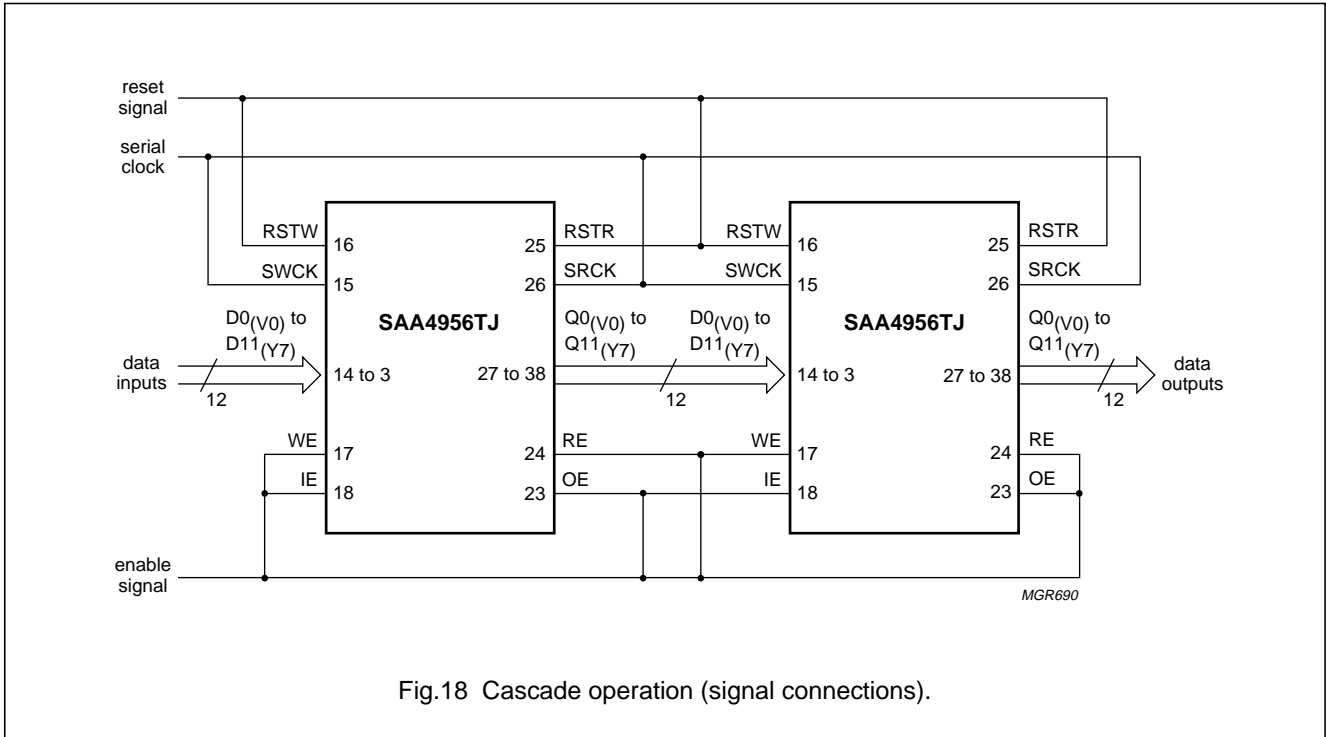 reset
signal
serial
clock
RSTW
16
25
RSTR
RSTW
16
25
RSTR
SWCK
15
26
SRCK
SWCK
15
26
SRCK
SAA4956TJ
SAA4956TJ
D0(V0) to
D11(Y7)
Q0(V0) to
Q11(Y7)
D0(V0) to
D11(Y7)
Q0(V0) to
Q11(Y7)
data
inputs
12
14 to 3
27 to 38
12
14 to 3
27 to 38
12
data
outputs
WE
17
24
RE
WE
17
24
RE
IE
18
23
OE
IE
18
23
OE
enable
signal
MGR690
Fig.18 Cascade operation (signal connections).